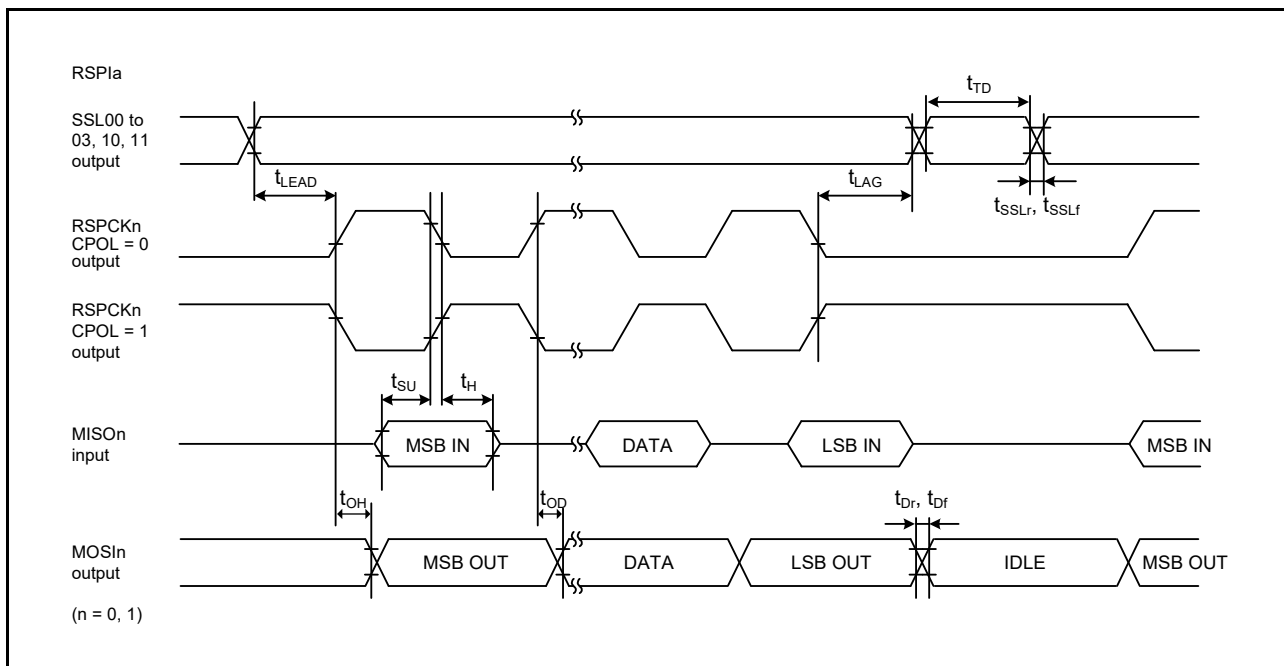 RSPIa
SSL00 to
03, 10, 11
output
tTD
tLEAD
tLAG
tSSLr, tSSLf
RSPCKn
CPOL = 0
output
RSPCKn
CPOL = 1
output
tSU
tH
MISOn
input
MSB IN
DATA
LSB IN
MSB IN
tOH
tOD
tDr, tDf
MOSIn
output
MSB OUT
DATA
LSB OUT
IDLE
MSB OUT
(n = 0, 1)